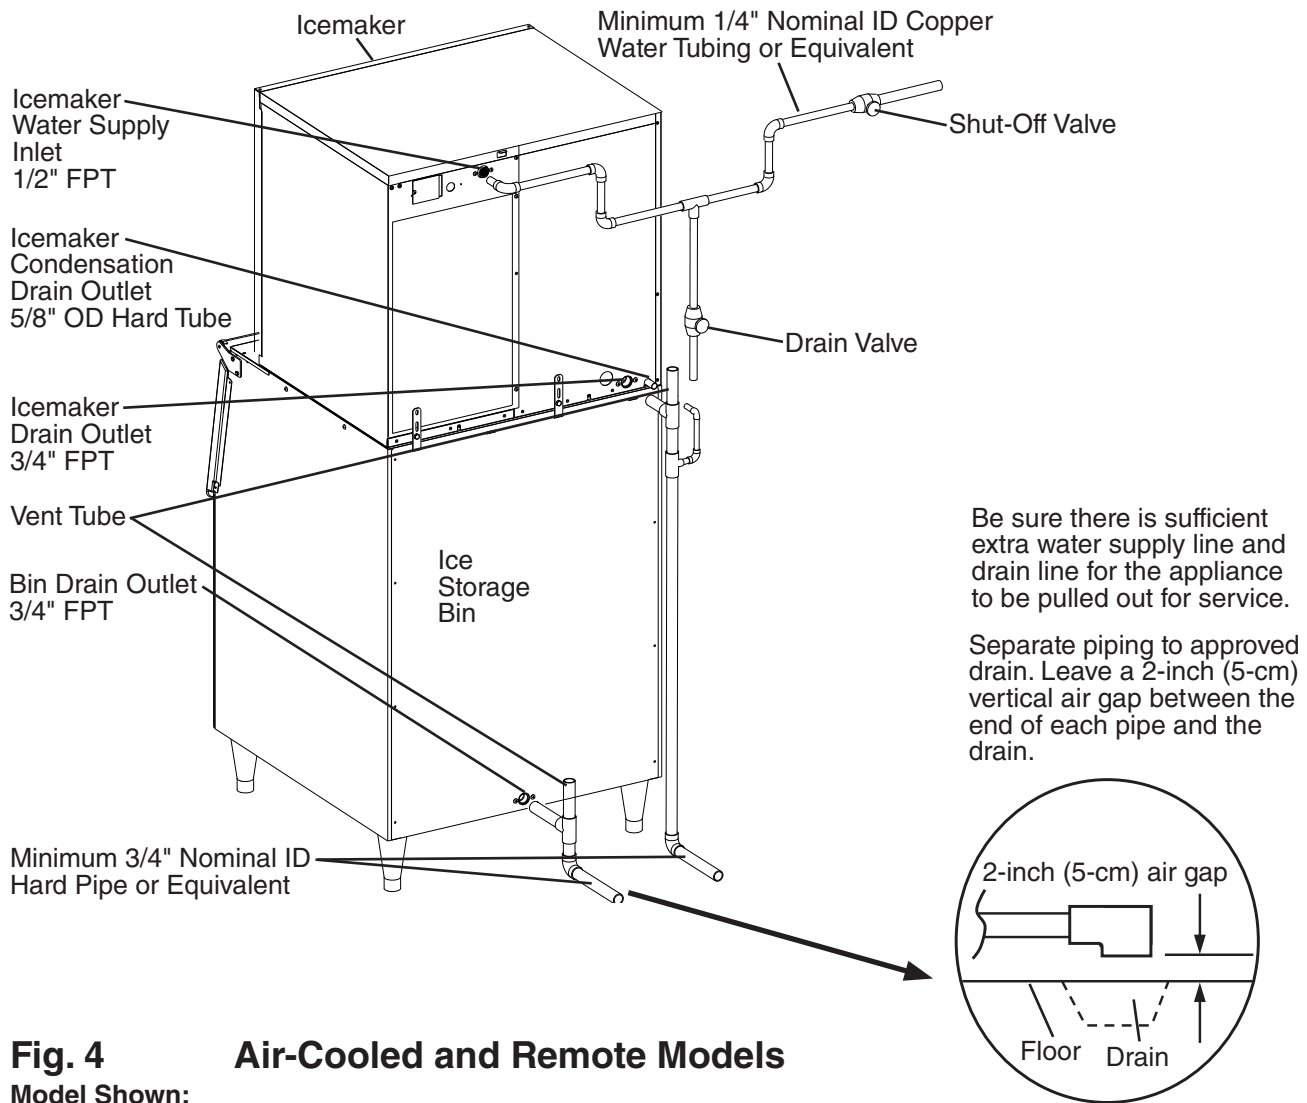 Icemaker
Minimum 1/4" Nominal ID Copper
Water Tubing or Equivalent
Icemaker
Water Supply
Inlet
1/2" FPT
Shut-Off Valve
Icemaker
Condensation
Drain Outlet
5/8" OD Hard Tube
Drain Valve
Icemaker
Drain Outlet
3/4" FPT
Vent Tube
Bin Drain Outlet
3/4" FPT
Ice
Storage
Bin
Be sure there is sufficient
extra water supply line and
drain line for the appliance
to be pulled out for service.
Separate piping to approved
drain. Leave a 2-inch (5-cm)
vertical air gap between the
end of each pipe and the
drain.
Minimum 3/4" Nominal ID
Hard Pipe or Equivalent
2-inch (5-cm) air gap
Floor
Drain
Fig. 4 Air-Cooled and Remote Models
Model Shown: